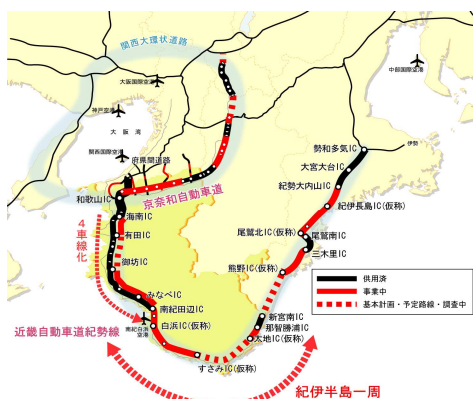 関西大環状道路
大阪国際空港
中部国際空港
神戸空港
大阪湾
関西国際空港
府県間道路
伊勢
勢和多気IC
大宮大台IC
紀勢大内山IC
京奈和自動車道
和歌山IC
紀伊長島IC(仮称)
海南IC
4車線化
有田IC
尾鷲北IC(仮称)
尾鷲南IC
三木里IC
御坊IC
熊野IC(仮称)
供用済
事業中
基本計画・予定路線・調査中
みなべIC
南紀田辺IC
新宮南IC
近畿自動車道紀勢線
南紀白浜
空港
白浜IC(仮称)
那智勝浦IC
太地IC(仮称)
すさみIC(仮称)
紀伊半島一周